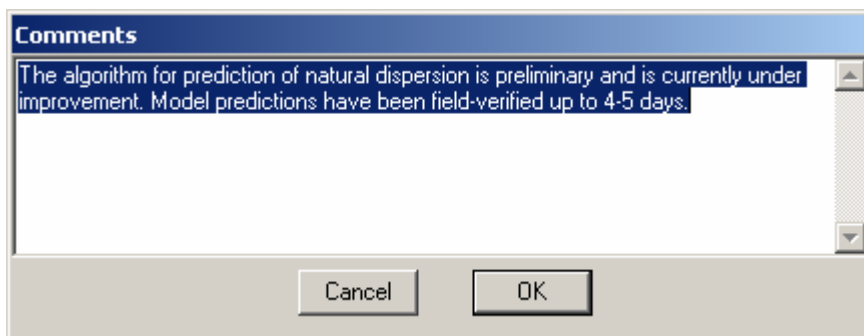 Comments
The algorithm for prediction of natural dispersion is preliminary and is currently under
improvement. Model predictions have been field-verified up to 4-5 days.
Cancel
OK